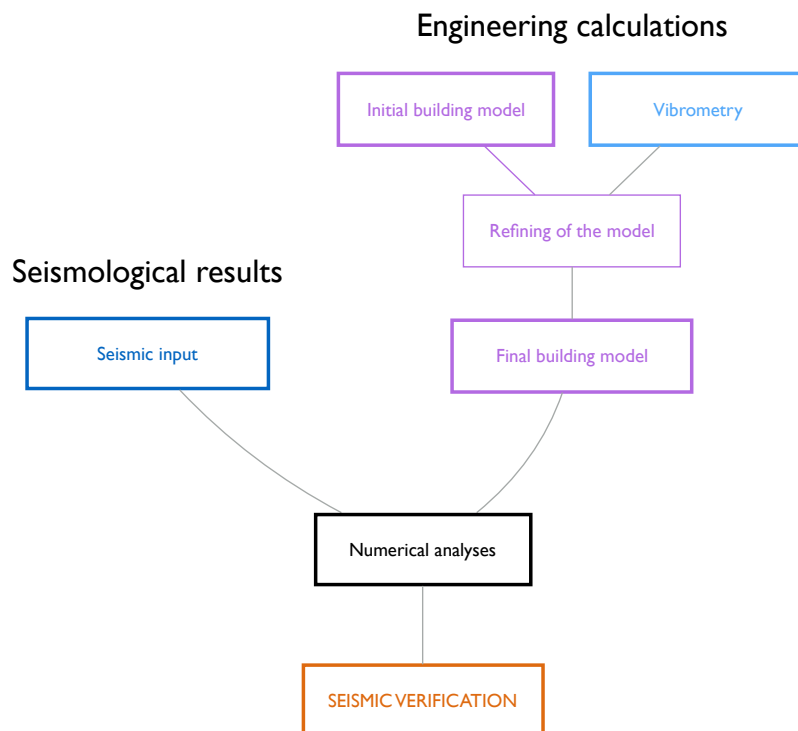 Engineering calculations
Initial building model
Vibrometry
Refining of the model
Seismological results
Seismic input
Final building model
Numerical analyses
SEISMIC VERIFICATION